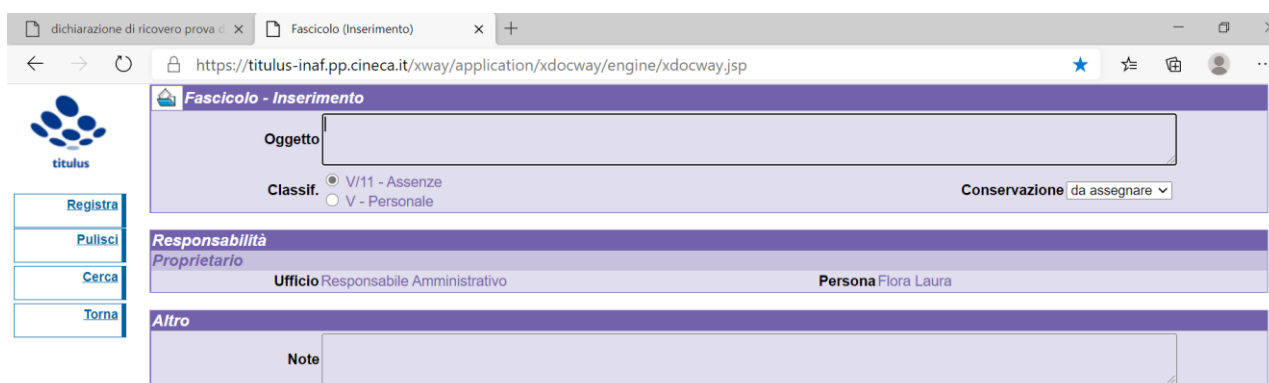 dichiarazione di ricovero prova d
Fascicolo (Inserimento)
https://titulus-inaf.pp.cineca.it/xway/application/xdocway/engine/xdocway.jsp
titulus
Registra
Pulisci
Cerca
Torna
Fascicolo - Inserimento
Oggetto
Classif. V/11 - Assenze
V - Personale
Conservazione da assegnare
Responsabilità
Proprietario
Ufficio Responsabile Amministrativo Persona Flora Laura
Altro
Note